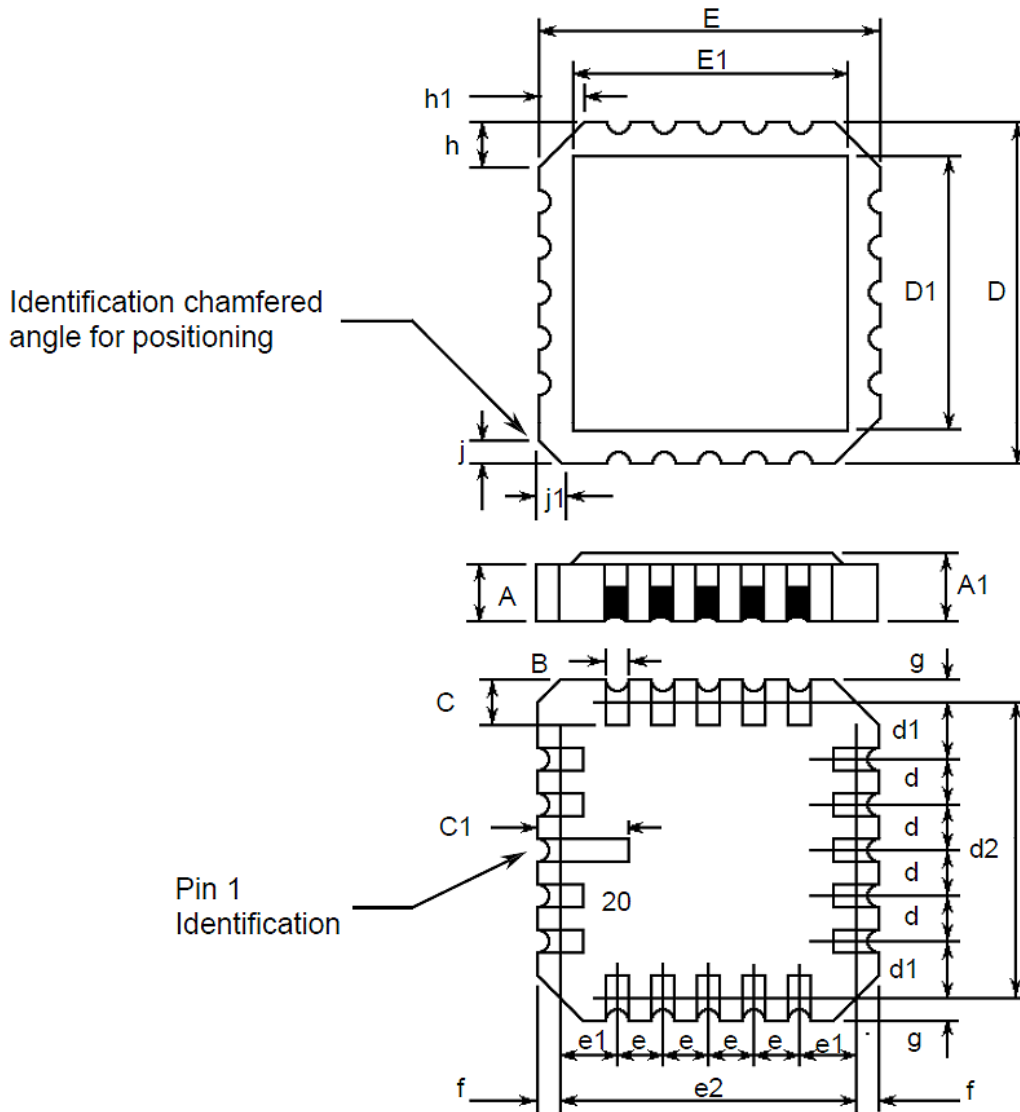 E
E1
h1
h
D1
D
Identification chamfered
angle for positioning
j
j1
A
A1
B
g
C
d1
d
C1
d
d2
d
Pin 1
Identification
20
d
d1
e1 e e e e e1
g
f
e2
f